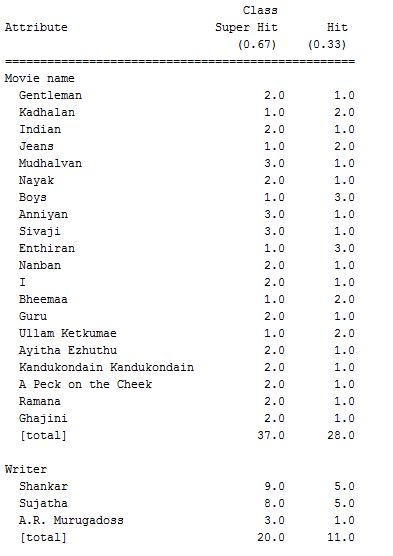 Class
Attribute Super Hit Hit
(0.67) (0.33)
===================================================
Movie name
Gentleman 2.0 1.0
Kadhalan 1.0 2.0
Indian 2.0 1.0
Jeans 1.0 2.0
Mudhalvan 3.0 1.0
Nayak 2.0 1.0
Boys 1.0 3.0
Anniyan 3.0 1.0
Sivaji 3.0 1.0
Enthiran 1.0 3.0
Nanban 2.0 1.0
I 2.0 1.0
Bheemaa 1.0 2.0
Guru 2.0 1.0
Ullam Ketkumae 1.0 2.0
Ayitha Ezhuthu 2.0 1.0
Kandukondain Kandukondain 2.0 1.0
A Peck on the Cheek 2.0 1.0
Ramana 2.0 1.0
Ghajini 2.0 1.0
[total] 37.0 28.0
Writer
Shankar 9.0 5.0
Sujatha 8.0 5.0
A.R. Murugadoss 3.0 1.0
[total] 20.0 11.0